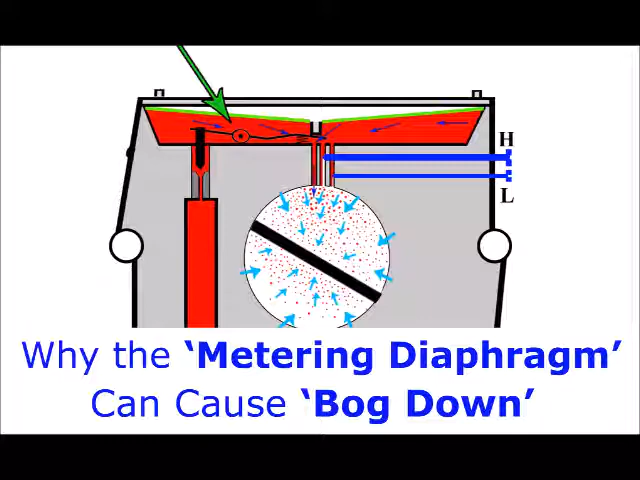 H
L
Why the ‘Metering Diaphragm’
Can Cause ‘Bog Down’